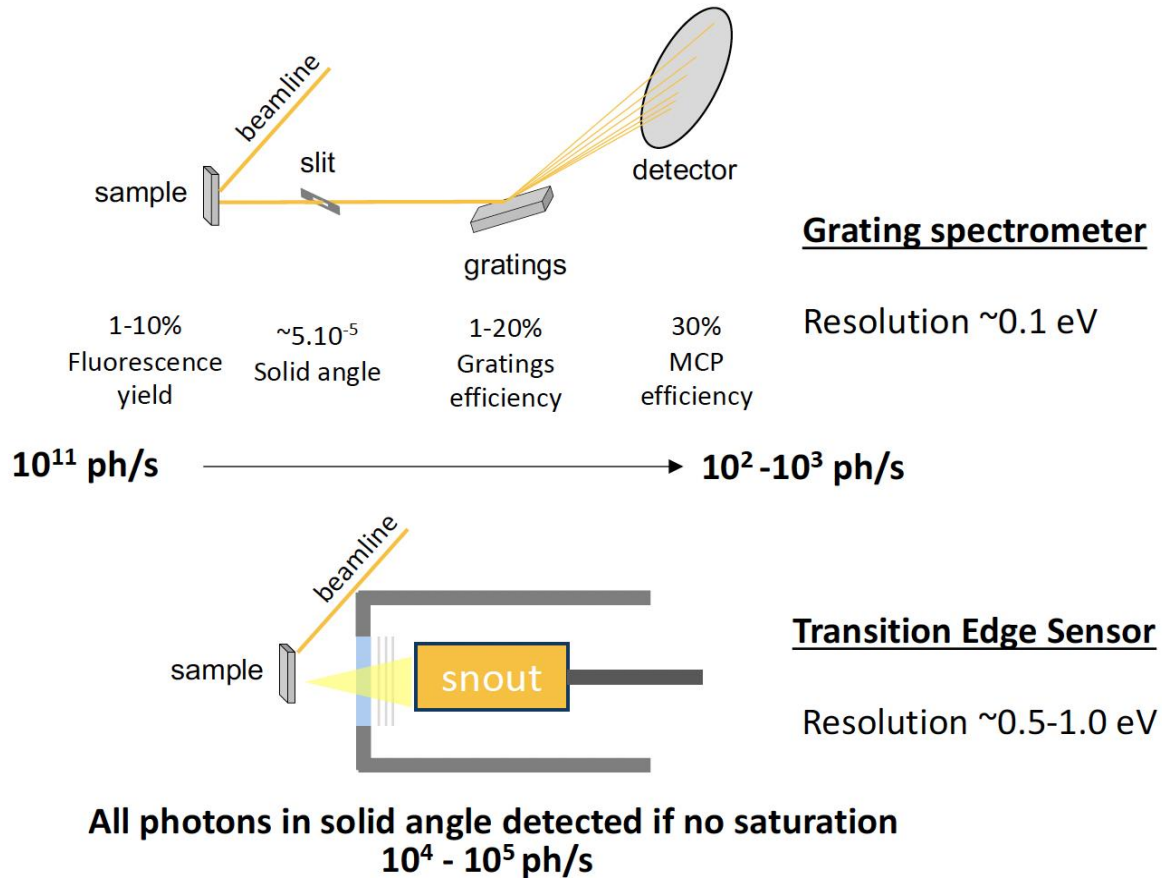 beamline
slit
sample
detector
gratings
Grating spectrometer
Resolution ~0.1 eV
1-10%
Fluorescence
yield
~5.10⁻⁵
Solid angle
1-20%
Gratings
efficiency
30%
MCP
efficiency
10¹¹ ph/s
10² -10³ ph/s
beamline
sample
snout
Transition Edge Sensor
Resolution ~0.5-1.0 eV
All photons in solid angle detected if no saturation
10⁴ - 10⁵ ph/s